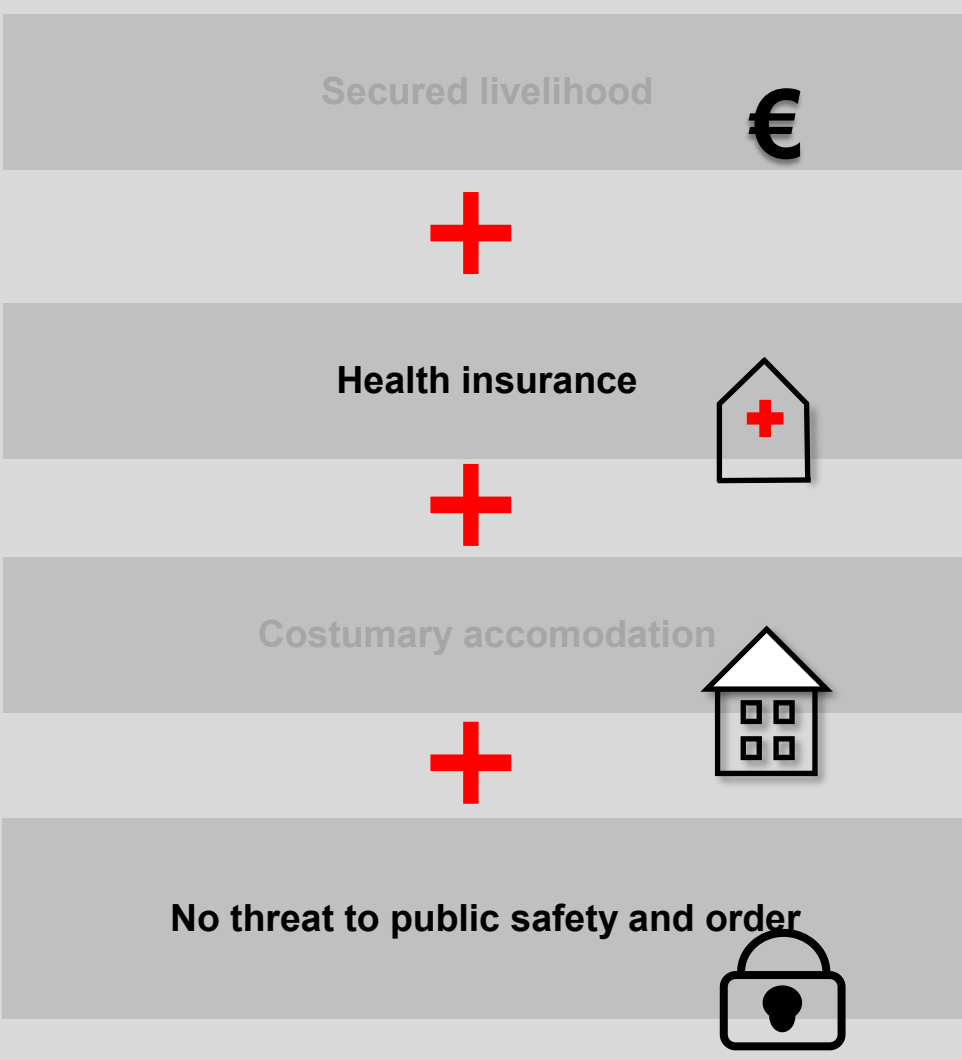 Secured livelihood
€
Health insurance
Costumary accomodation
No threat to public safety and order